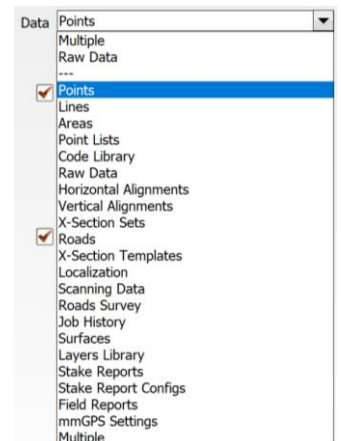 Data Points
Multiple
Raw Data
---
Points
Lines
Areas
Point Lists
Code Library
Raw Data
Horizontal Alignments
Vertical Alignments
X-Section Sets
Roads
X-Section Templates
Localization
Scanning Data
Roads Survey
Job History
Surfaces
Layers Library
Stake Reports
Stake Report Configs
Field Reports
mmGPS Settings
Multiple